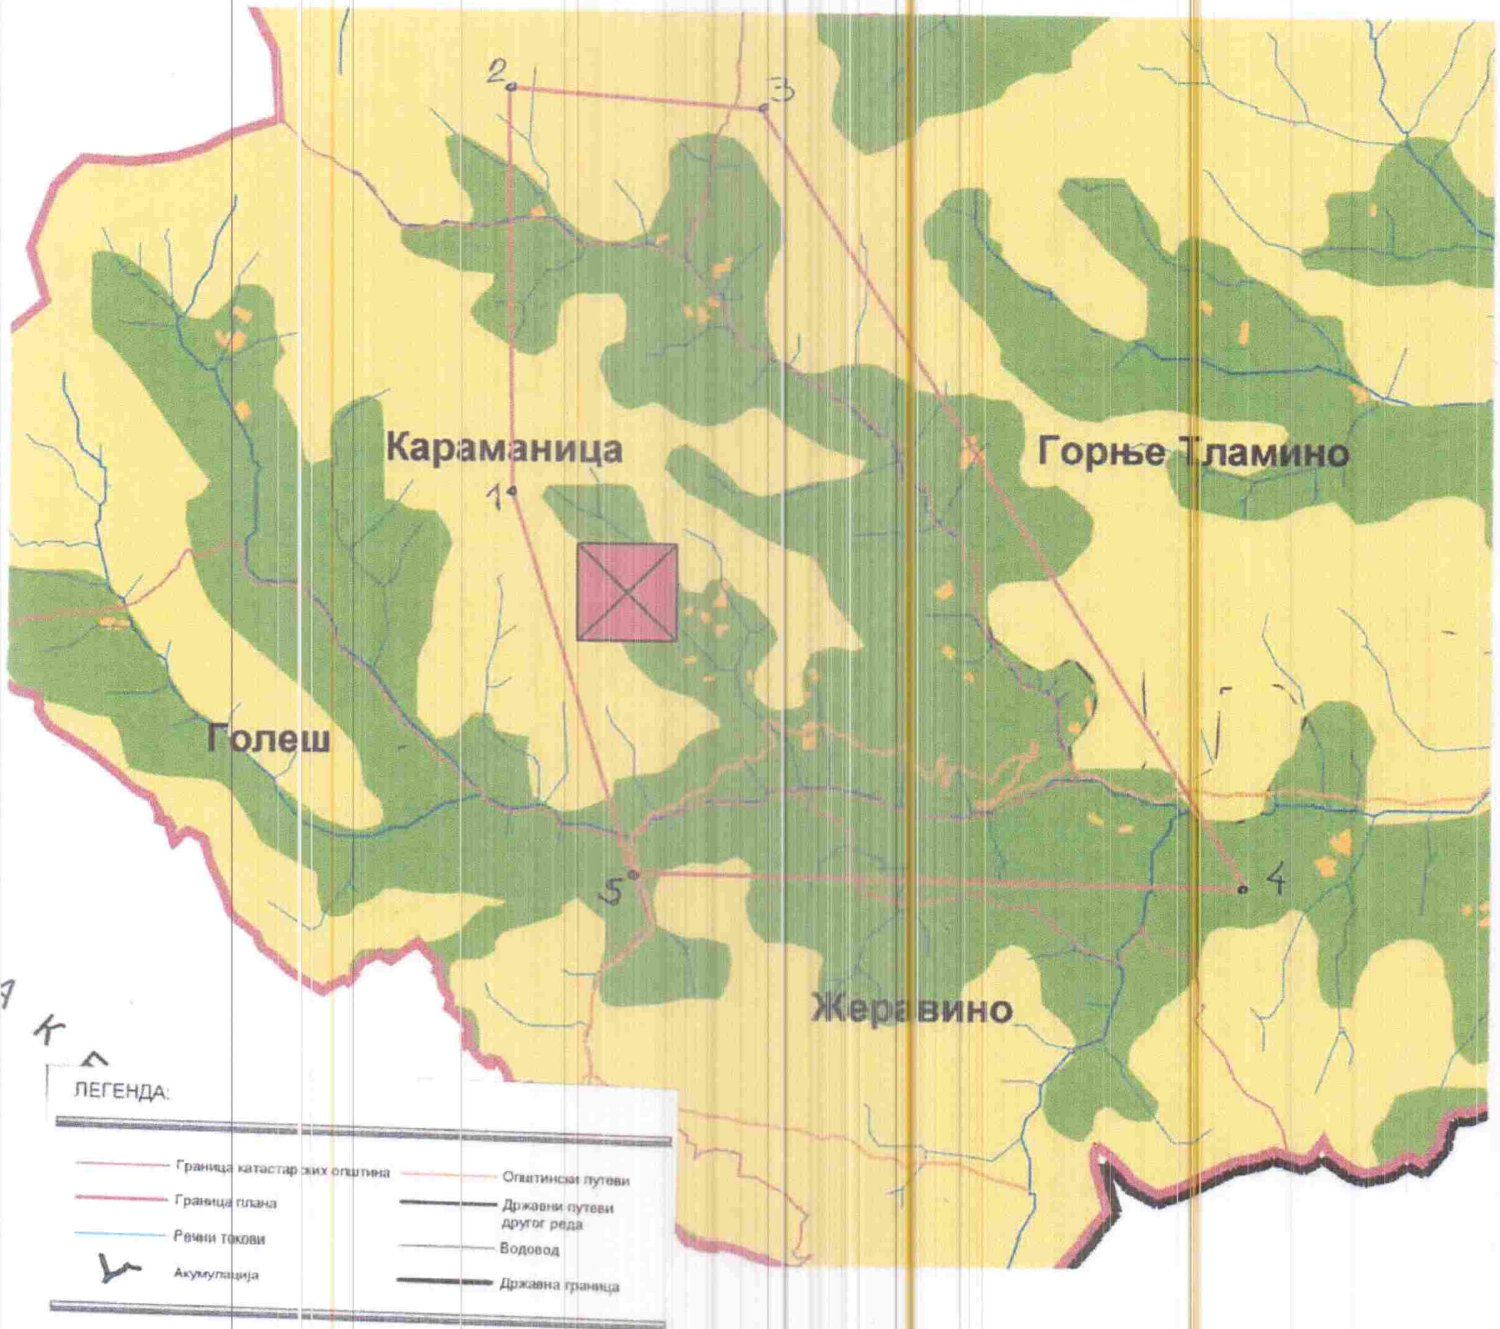 2
3
Караманица
Горње Тламино
1
Голеш
5
4
Жеравино
К
ЛЕГЕНДА:
Граница катастарских општина
Општински путеви
Граница плана
Државни путеви
другог реда
Речни токови
Водовод
Акумулација
Државна граница